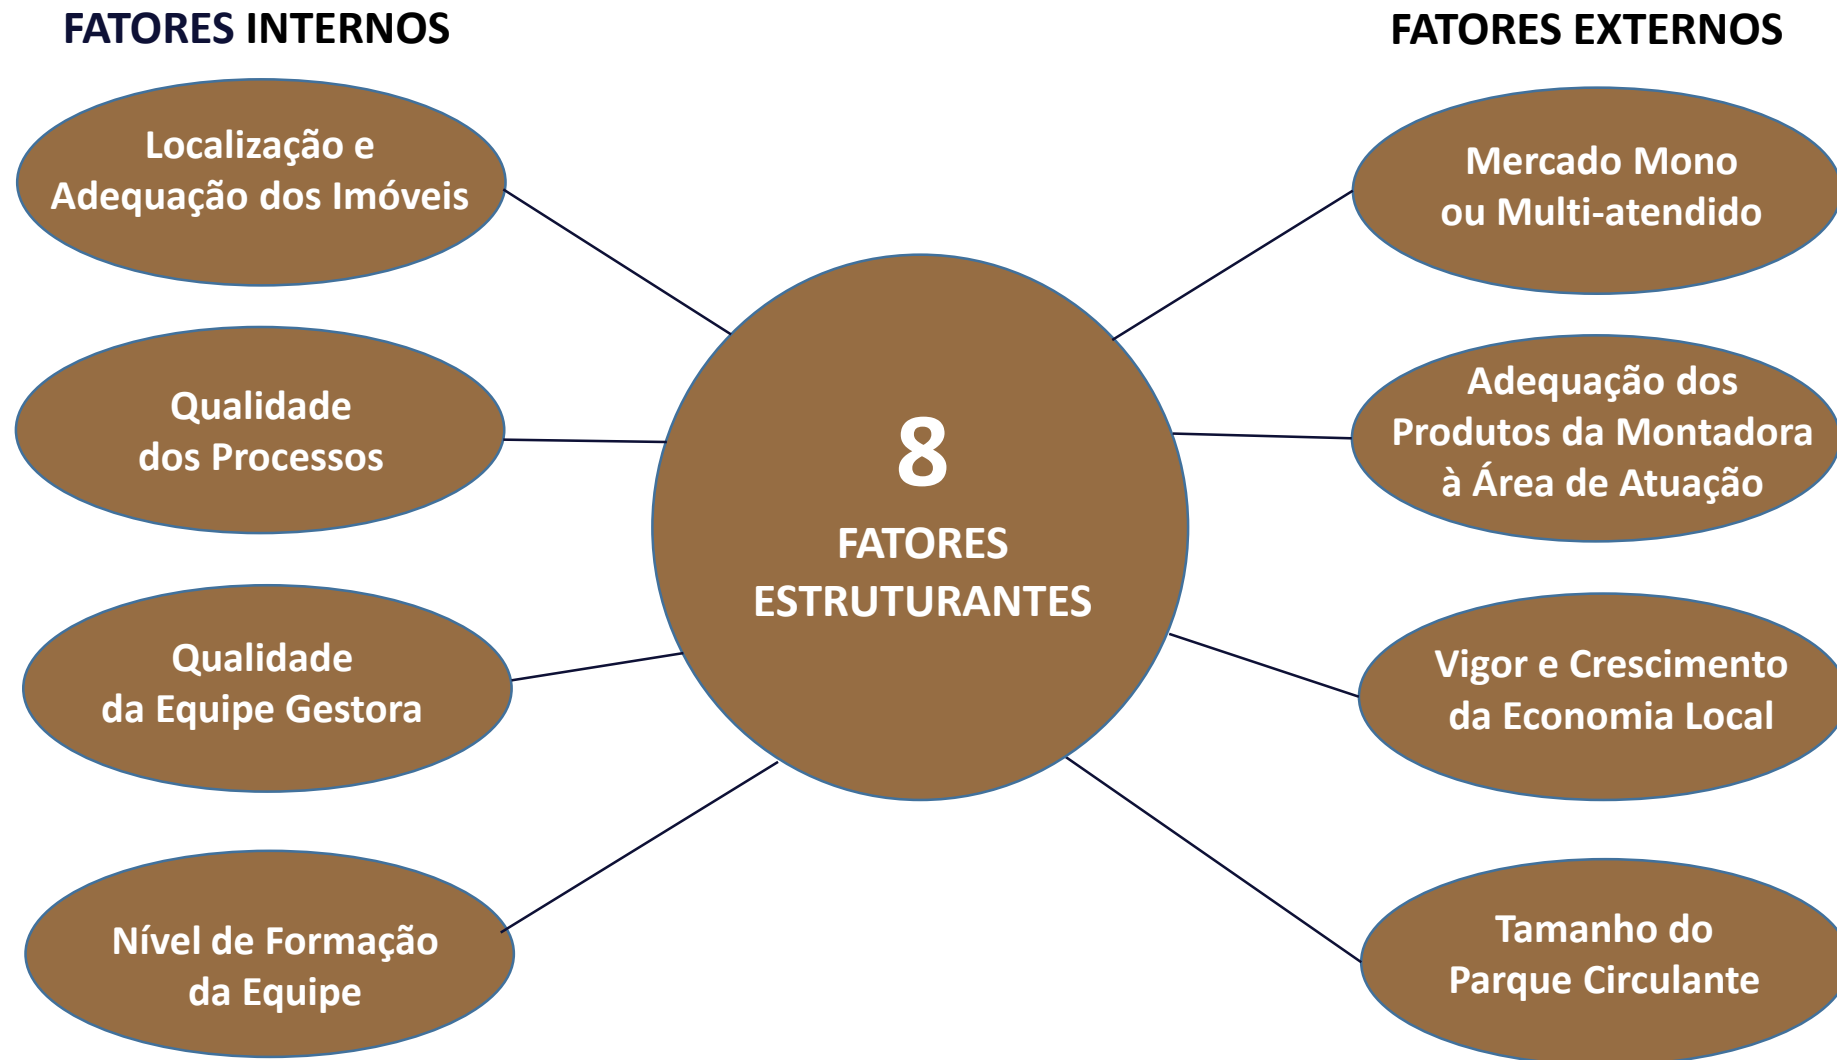 FATORES INTERNOS
Localização e
Adequação dos Imóveis
Qualidade
dos Processos
Qualidade
da Equipe Gestora
Nível de Formação
da Equipe
8
FATORES
ESTRUTURANTES
FATORES EXTERNOS
Mercado Mono
ou Multi-atendido
Adequação dos
Produtos da Montadora
à Área de Atuação
Vigor e Crescimento
da Economia Local
Tamanho do
Parque Circulante